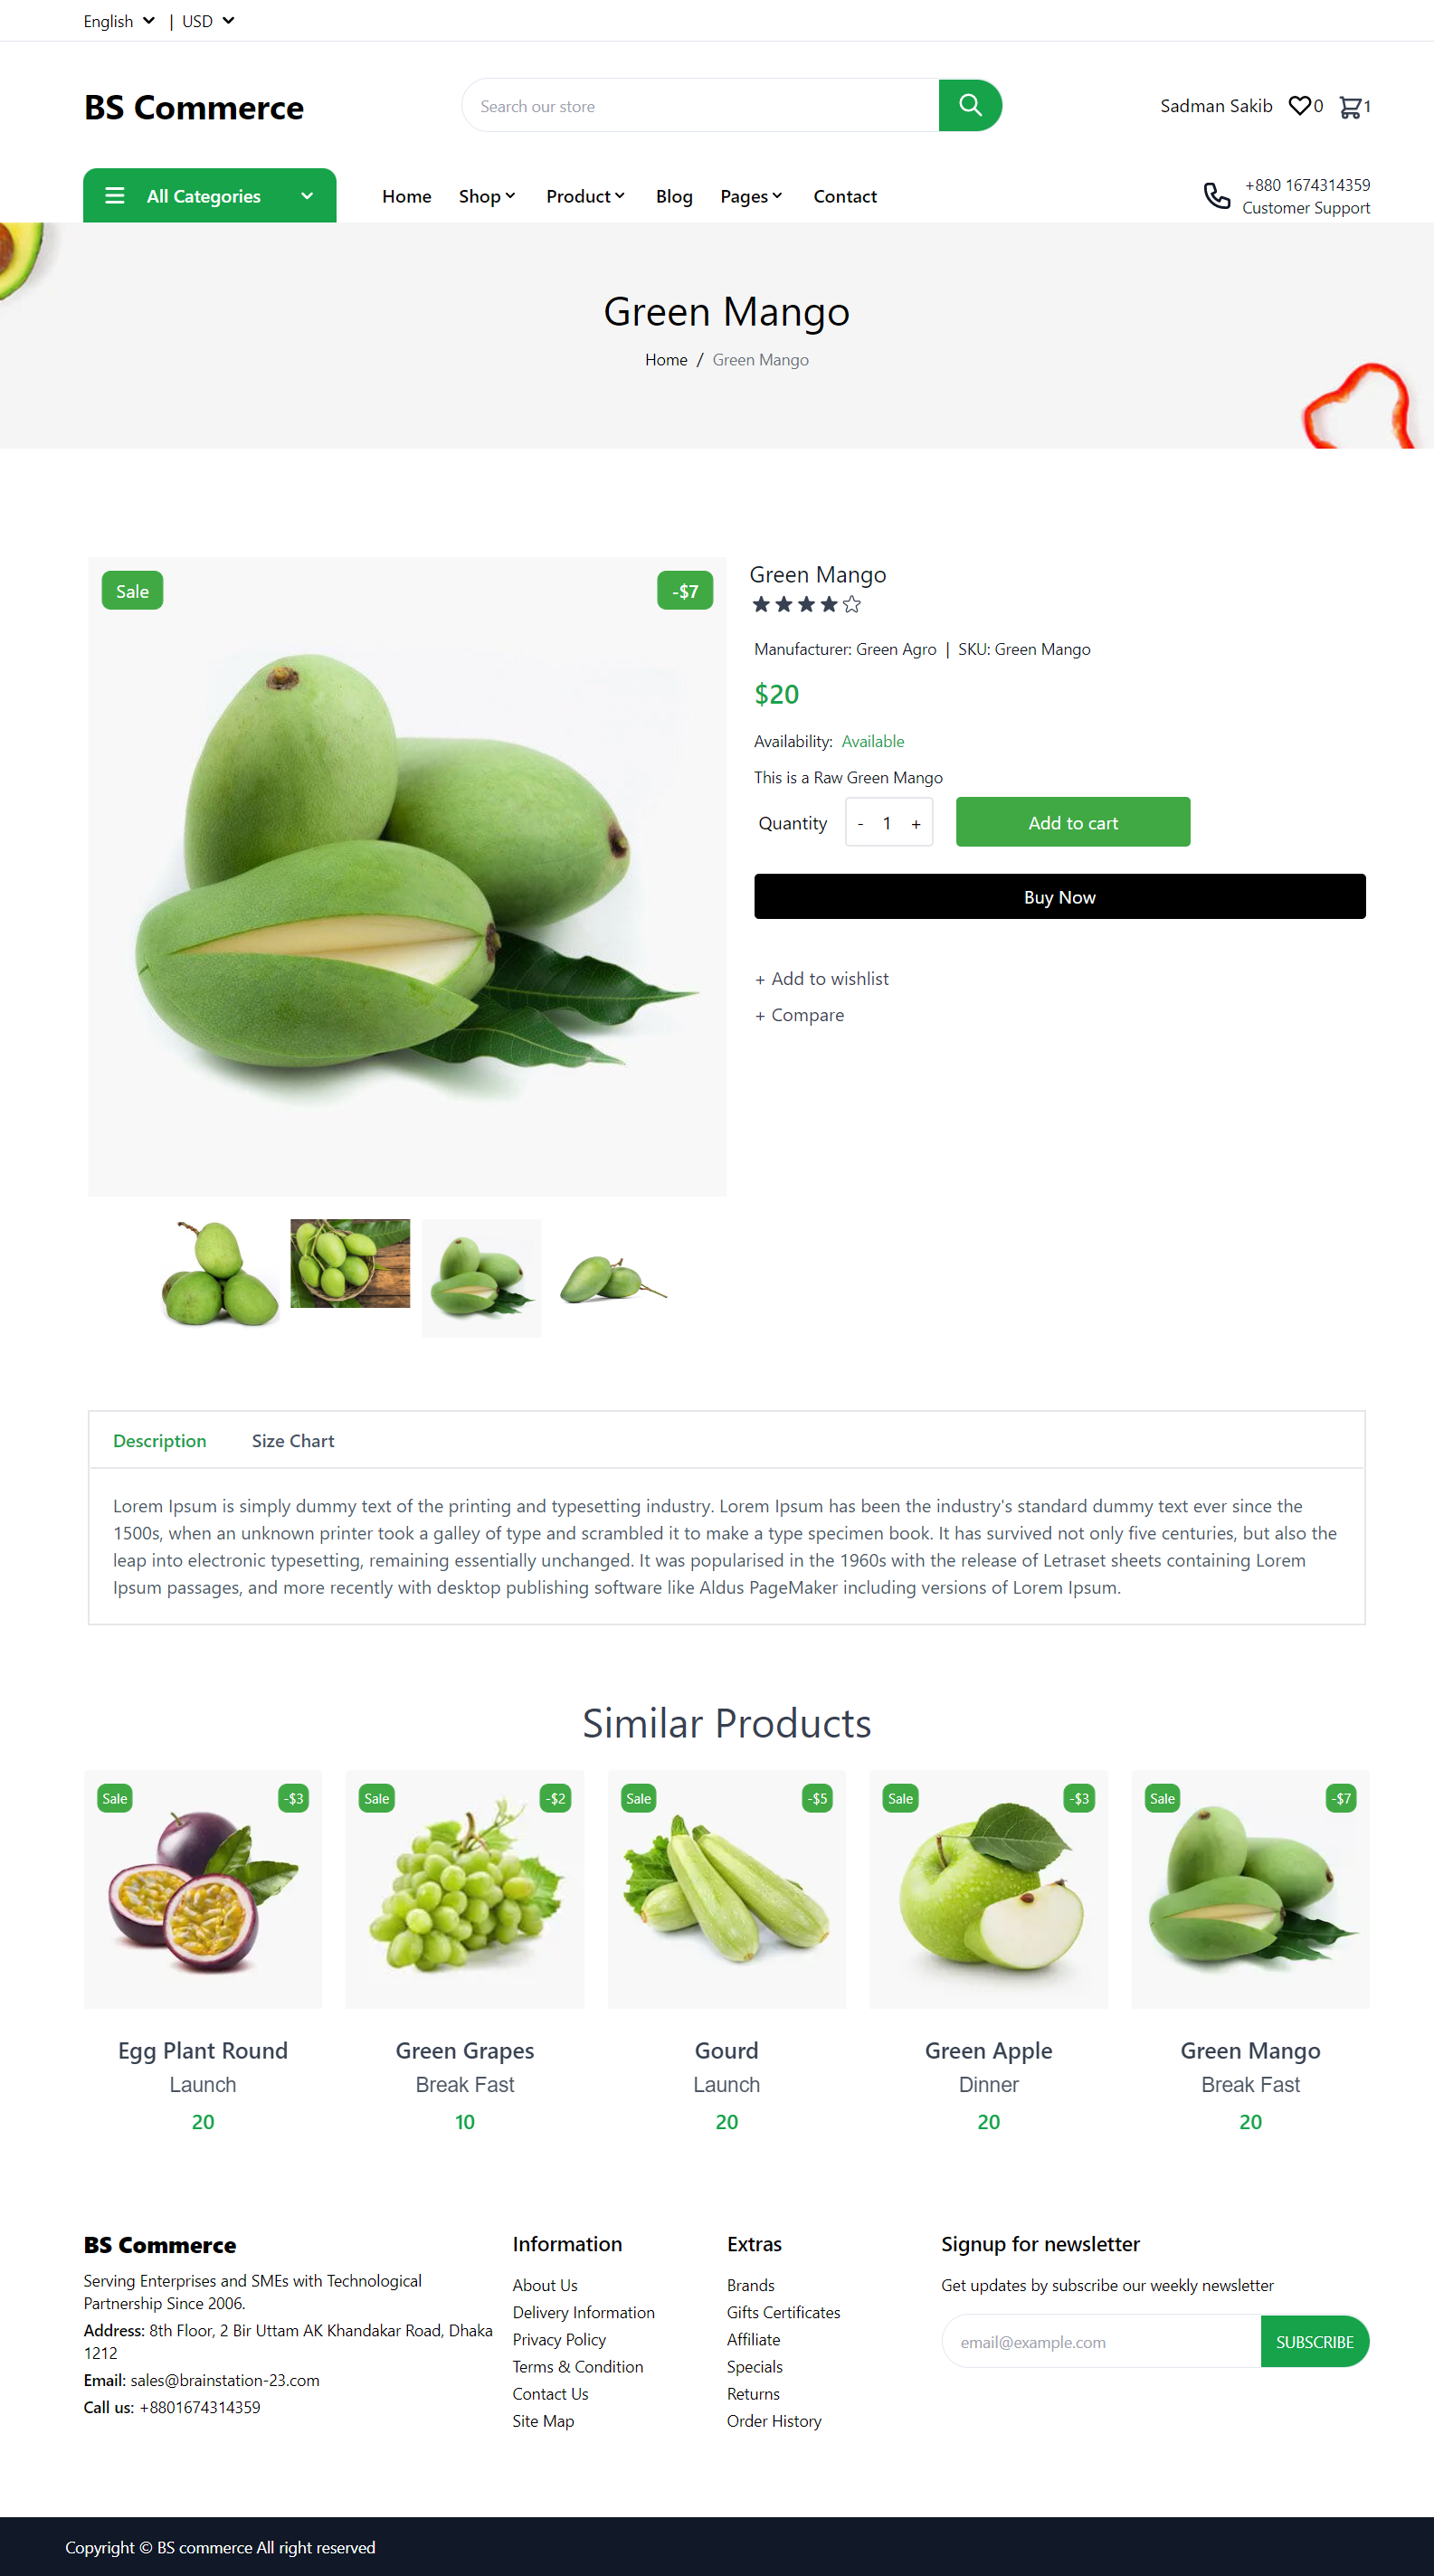 English | USD
BS Commerce
Search our store
Sadman Sakib 0 1
All Categories
Home Shop Product Blog Pages Contact
+880 1674314359
Customer Support
Green Mango
Home / Green Mango
Sale
-$7
Green Mango
Manufacturer: Green Agro | SKU: Green Mango
$20
Availability: Available
This is a Raw Green Mango
Quantity - 1 + Add to cart
Buy Now
+ Add to wishlist
+ Compare
Description Size Chart
Lorem Ipsum is simply dummy text of the printing and typesetting industry. Lorem Ipsum has been the industry's standard dummy text ever since the
1500s, when an unknown printer took a galley of type and scrambled it to make a type specimen book. It has survived not only five centuries, but also the
leap into electronic typesetting, remaining essentially unchanged. It was popularised in the 1960s with the release of Letraset sheets containing Lorem
Ipsum passages, and more recently with desktop publishing software like Aldus PageMaker including versions of Lorem Ipsum.
Similar Products
Sale -$3
Egg Plant Round
Launch
20
Sale -$2
Green Grapes
Break Fast
10
Sale -$5
Gourd
Launch
20
Sale -$3
Green Apple
Dinner
20
Sale -$7
Green Mango
Break Fast
20
BS Commerce
Serving Enterprises and SMEs with Technological
Partnership Since 2006.
Address: 8th Floor, 2 Bir Uttam AK Khandakar Road, Dhaka
1212
Email: sales@brainstation-23.com
Call us: +8801674314359
Information
About Us
Delivery Information
Privacy Policy
Terms & Condition
Contact Us
Site Map
Extras
Brands
Gifts Certificates
Affiliate
Specials
Returns
Order History
Signup for newsletter
Get updates by subscribe our weekly newsletter
email@example.com SUBSCRIBE
Copyright © BS commerce All right reserved